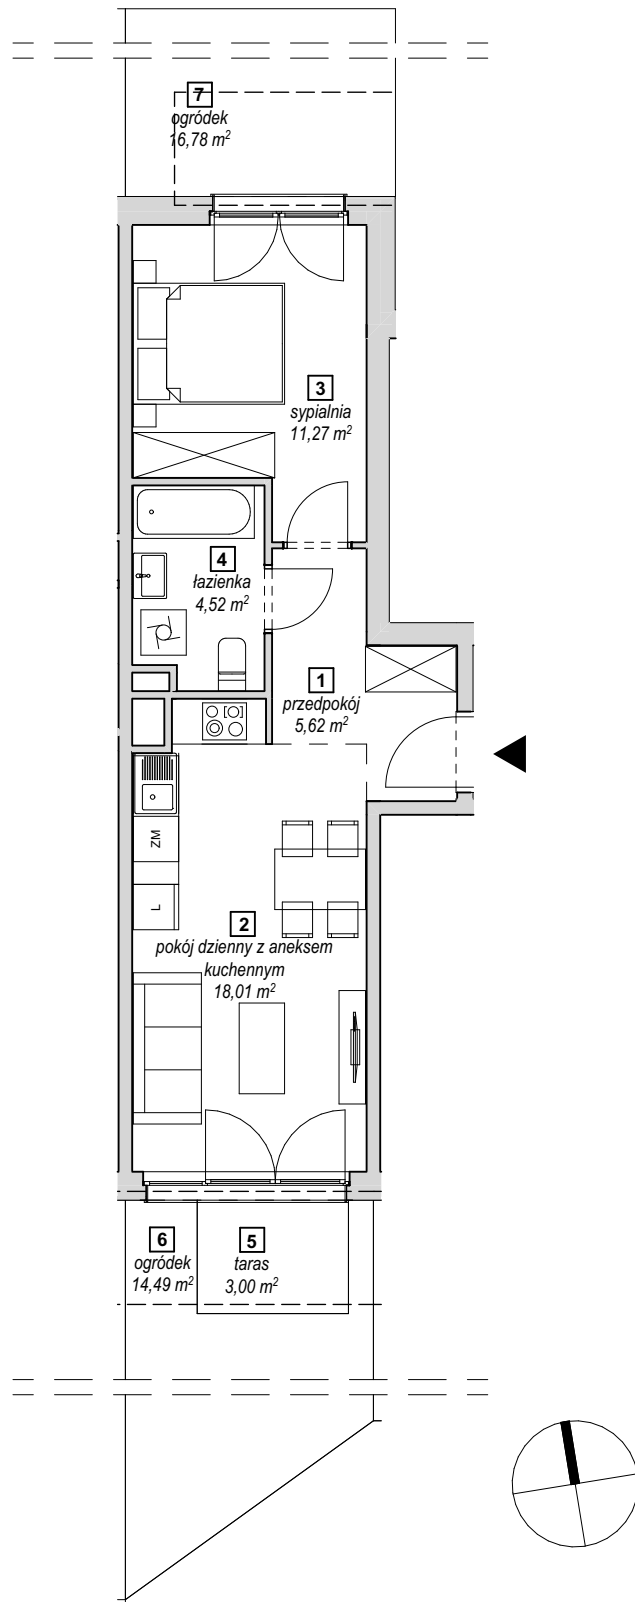 7
ogródek
16,78 m²
3
sypialnia
11,27 m²
4
łazienka
4,52 m²
1
przedpokój
5,62 m²
ZM
L
2
pokój dzienny z aneksem
kuchennym
18,01 m²
6
ogródek
14,49 m²
5
taras
3,00 m²